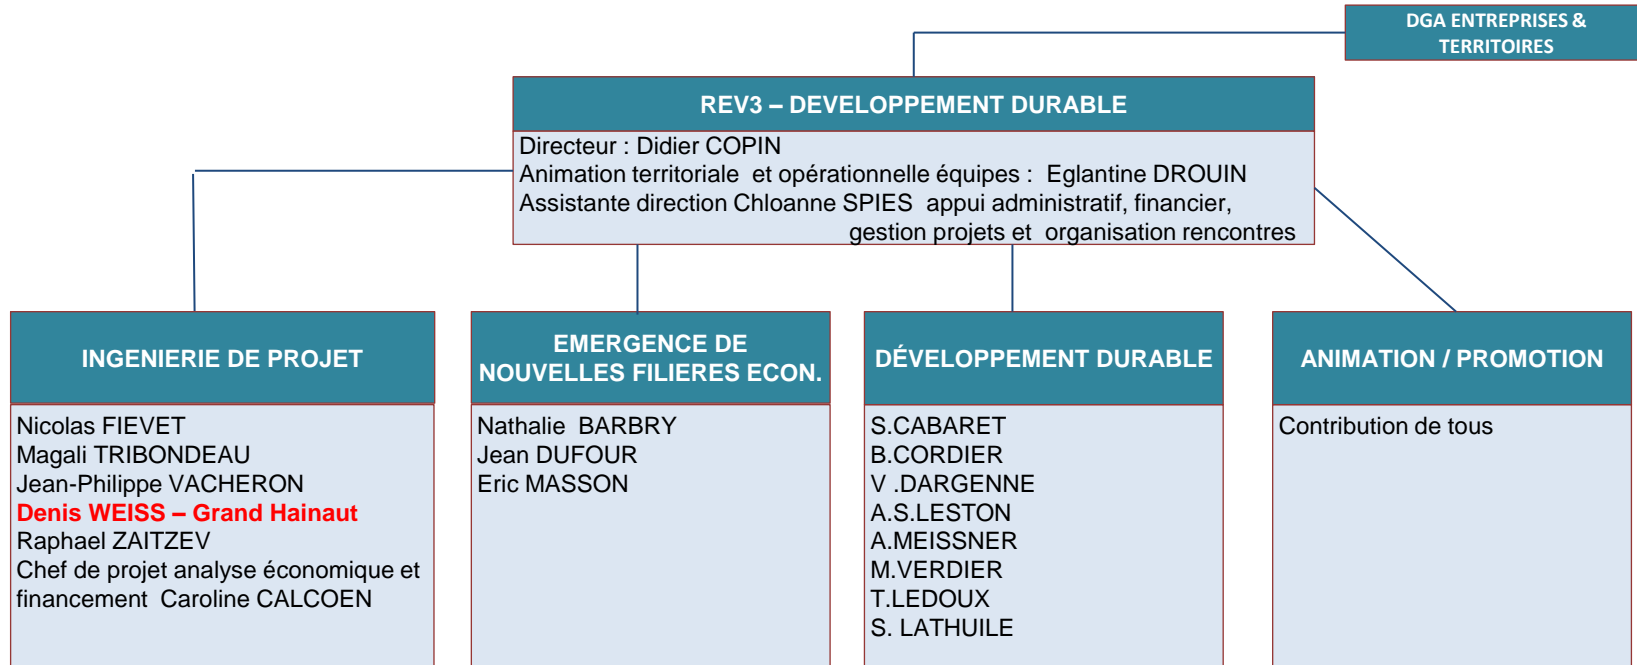 DGA ENTREPRISES &
TERRITOIRES
REV3 – DEVELOPPEMENT DURABLE
Directeur : Didier COPIN
Animation territoriale et opérationnelle équipes : Eglantine DROUIN
Assistante direction Chloanne SPIES appui administratif, financier,
gestion projets et organisation rencontres
INGENIERIE DE PROJET
Nicolas FIEVET
Magali TRIBONDEAU
Jean-Philippe VACHERON
Denis WEISS – Grand Hainaut
Raphael ZAITZEV
Chef de projet analyse économique et
financement Caroline CALCOEN
EMERGENCE DE
NOUVELLES FILIERES ECON.
Nathalie BARBRY
Jean DUFOUR
Eric MASSON
DÉVELOPPEMENT DURABLE
S.CABARET
B.CORDIER
V .DARGENNE
A.S.LESTON
A.MEISSNER
M.VERDIER
T.LEDOUX
S. LATHUILE
ANIMATION / PROMOTION
Contribution de tous